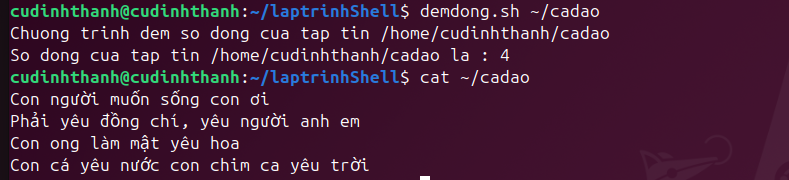 cudinhthanh@cudinhthanh:~/laptrinhShell$ demdong.sh ~/cadao
Chuong trinh dem so dong cua tap tin /home/cudinhthanh/cadao
So dong cua tap tin /home/cudinhthanh/cadao la : 4
cudinhthanh@cudinhthanh:~/laptrinhShell$ cat ~/cadao
Con người muốn sống con ơi
Phải yêu đồng chí, yêu người anh em
Con ong làm mật yêu hoa
Con cá yêu nước con chim ca yêu trời